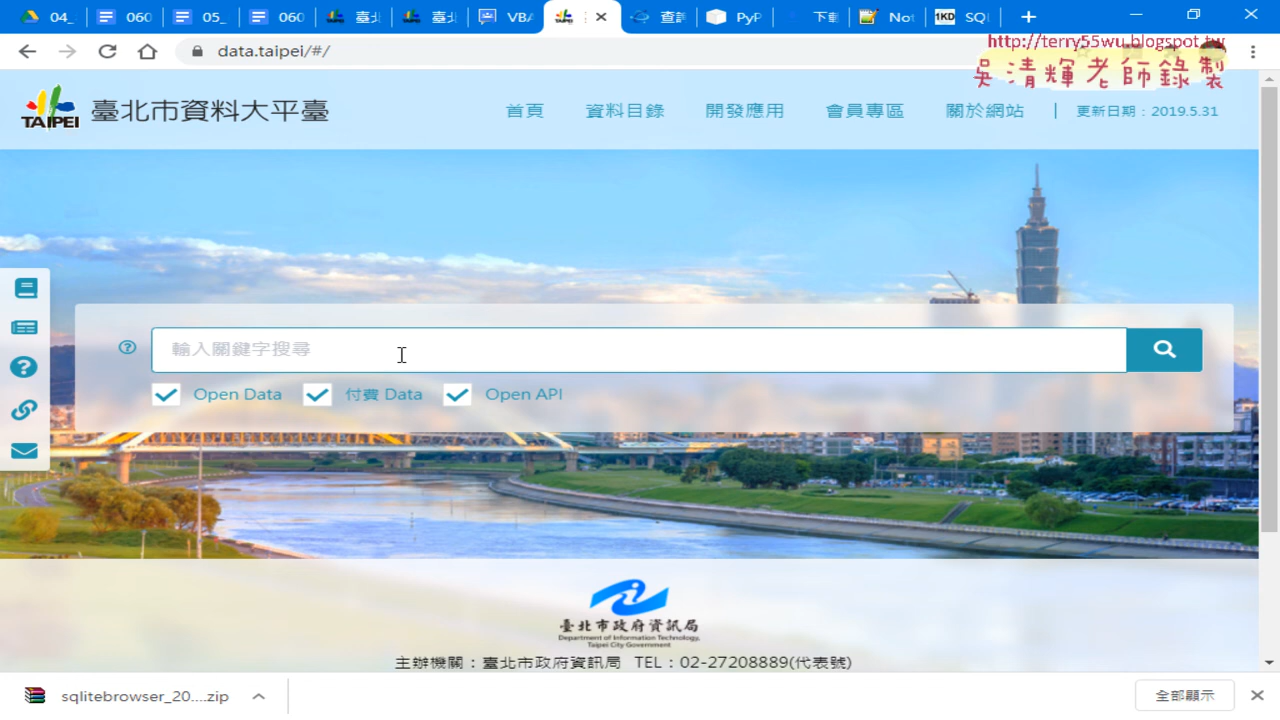 04_
060
05_
060
臺北
臺北
VBA
查詢
PyP
下載
Not
1KD
SQL
data.taipei/#/
http://terry55wu.blogspot.tw
吳清輝老師錄製
TAIPEI
臺北市資料大平臺
首頁
資料目錄
開發應用
會員專區
關於網站
更新日期：2019.5.31
輸入關鍵字搜尋
Open Data
付費 Data
Open API
臺北市政府資訊局
Department of Information Technology,
Taipei City Government
主辦機關：臺北市政府資訊局 TEL：02-27208889(代表號)
sqlitebrowser_20....zip
全部顯示